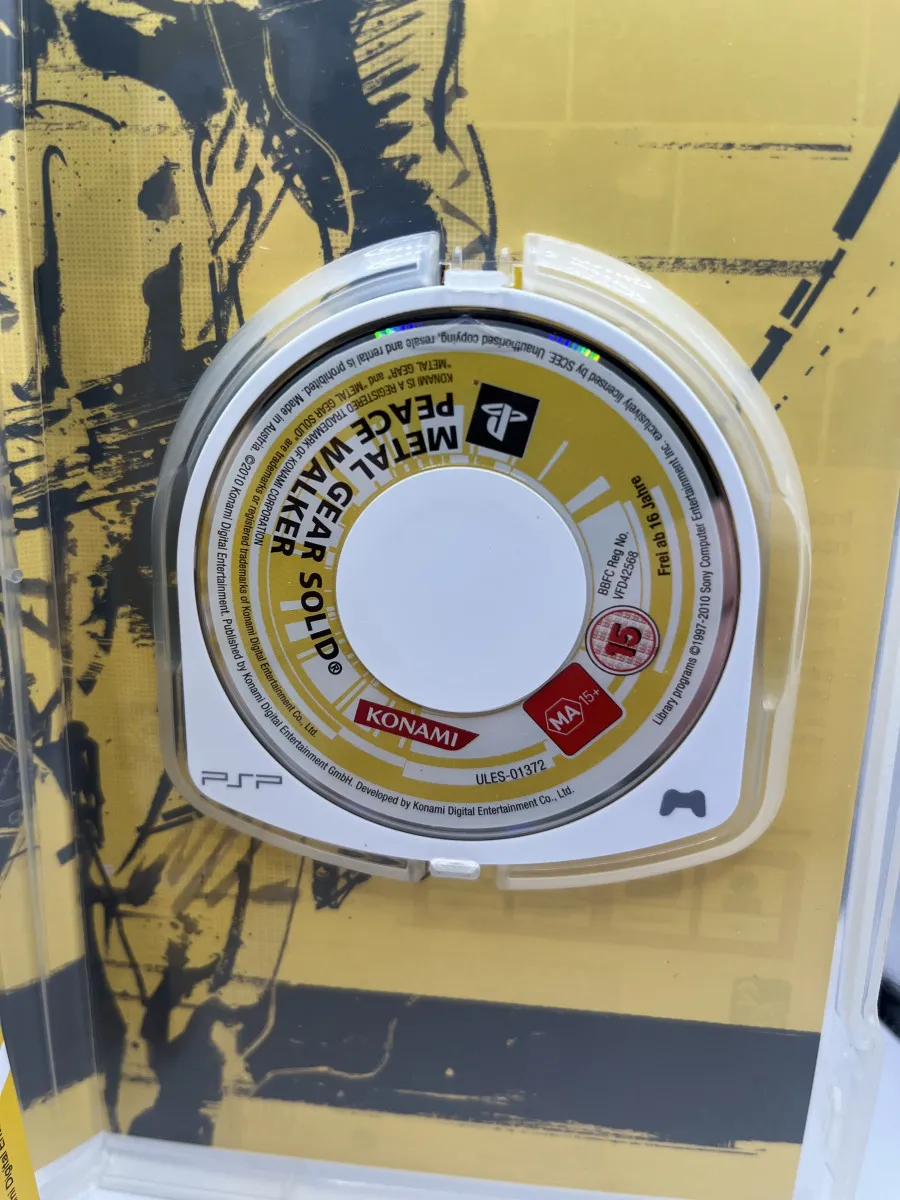 METAL GEAR SOLID®
PEACE WALKER
KONAMI IS A REGISTERED TRADEMARK OF KONAMI CORPORATION
"METAL GEAR" and "METAL GEAR SOLID" are trademarks or registered trademarks of Konami Digital Entertainment Co., Ltd.
Library programs ©1997-2010 Sony Computer Entertainment Inc. exclusively licensed by SCEE. Unauthorised copying, resale and rental is prohibited. Made in Austria. ©2010 Konami Digital Entertainment. Published by Konami Digital Entertainment GmbH. Developed by Konami Digital Entertainment Co., Ltd.
Frei ab 16 Jahre
BBFC Reg No.
VFD42568
15
MA 15+
KONAMI
ULES-01372
PSP